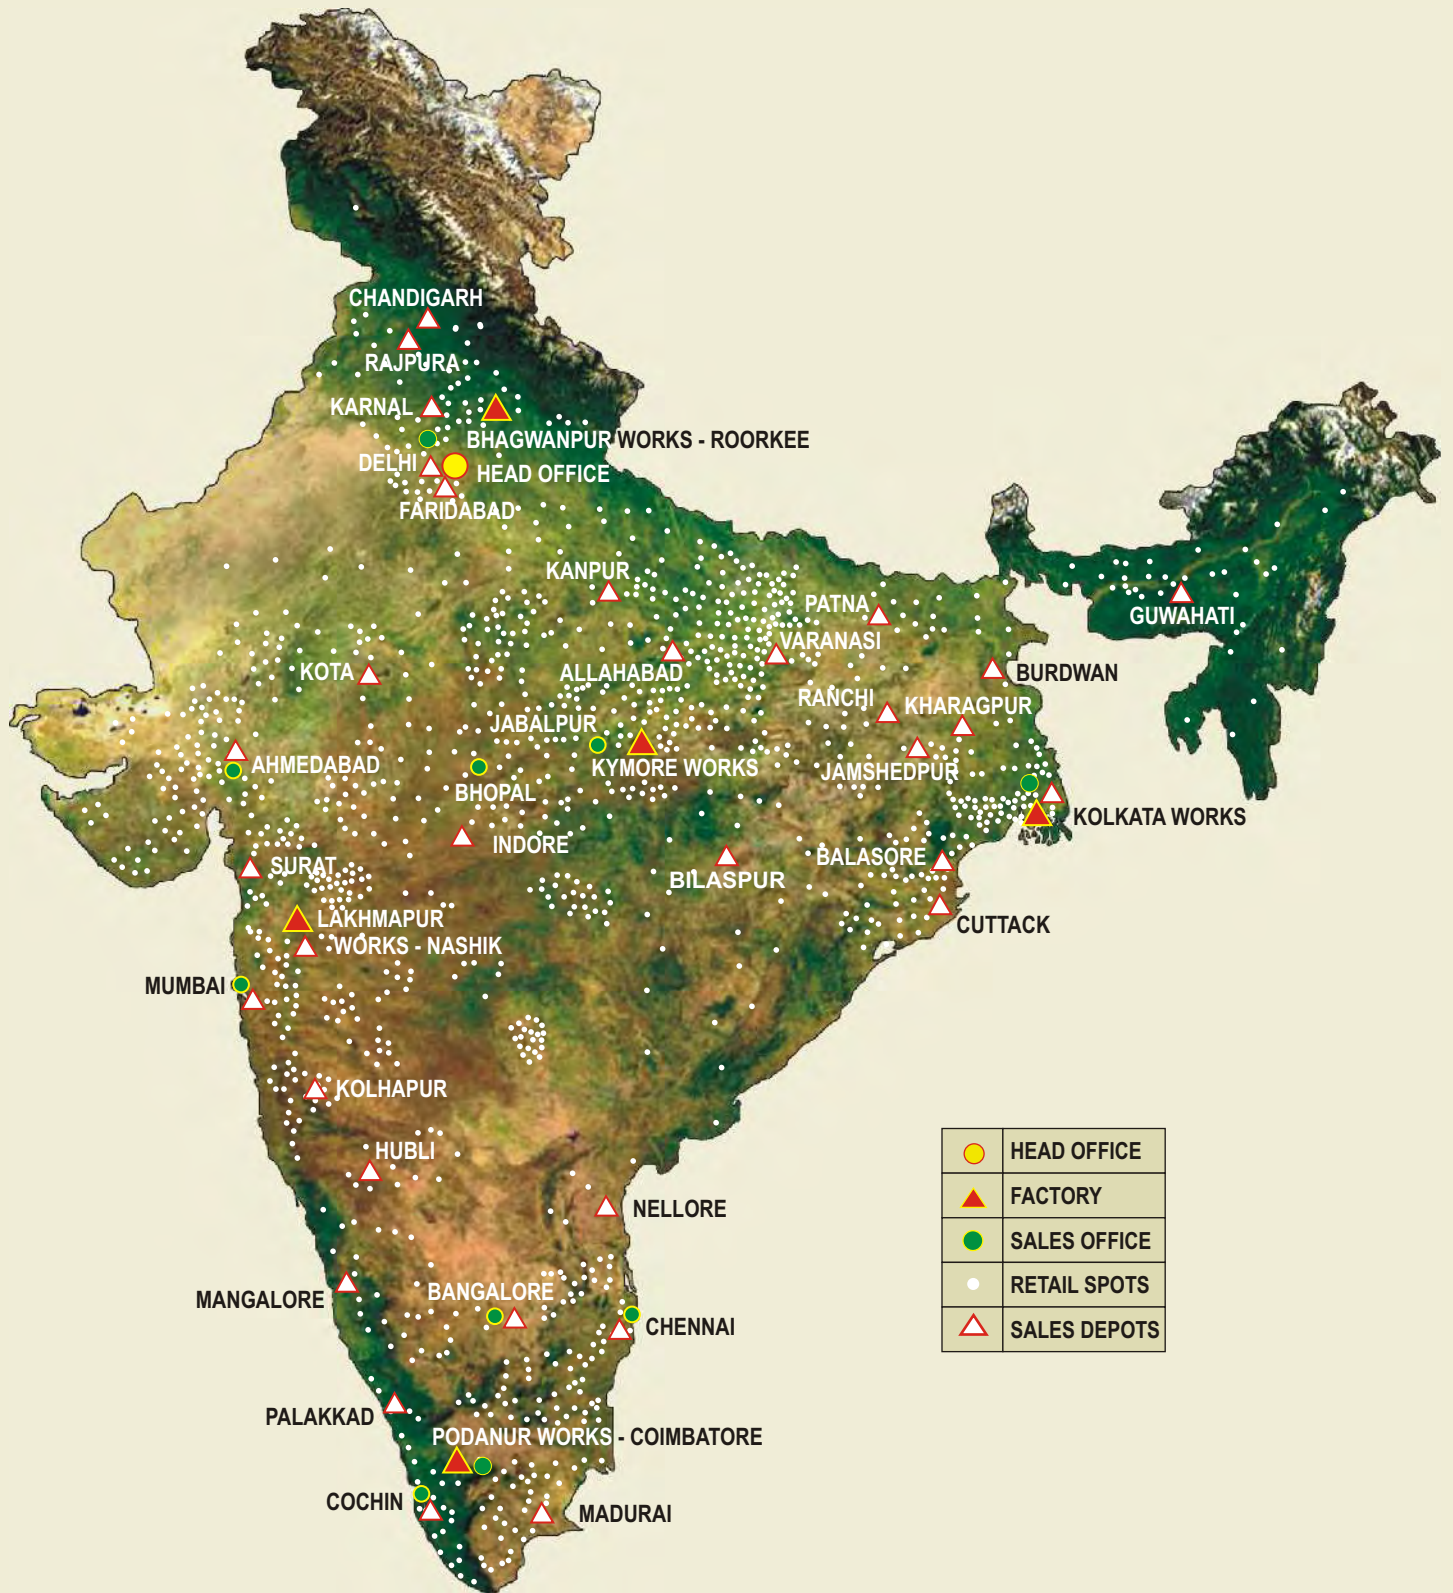 CHANDIGARH
RAJPURA
KARNAL
BHAGWANPUR WORKS - ROORKEE
DELHI
HEAD OFFICE
FARIDABAD
KANPUR
PATNA
GUWAHATI
VARANASI
KOTA
ALLAHABAD
BURDWAN
RANCHI
KHARAGPUR
JABALPUR
AHMEDABAD
KYMORE WORKS
JAMSHEDPUR
BHOPAL
KOLKATA WORKS
INDORE
SURAT
BILASPUR
BALASORE
LAKHMAPUR
WORKS - NASHIK
CUTTACK
MUMBAI
KOLHAPUR
HUBLI
NELLORE
MANGALORE
BANGALORE
CHENNAI
PALAKKAD
PODANUR WORKS - COIMBATORE
COCHIN
MADURAI
HEAD OFFICE
FACTORY
SALES OFFICE
RETAIL SPOTS
SALES DEPOTS